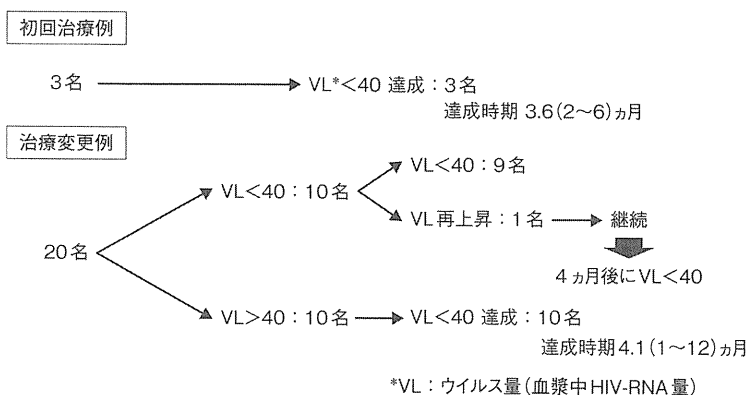 初回治療例
3名
VL*<40 達成：3名
達成時期 3.6(2〜6)ヵ月
治療変更例
VL<40：9名
VL<40：10名
VL再上昇：1名
継続
20名
4ヵ月後にVL<40
VL>40：10名
VL<40 達成：10名
達成時期4.1(1〜12)ヵ月
*VL：ウイルス量(血漿中HIV-RNA量)